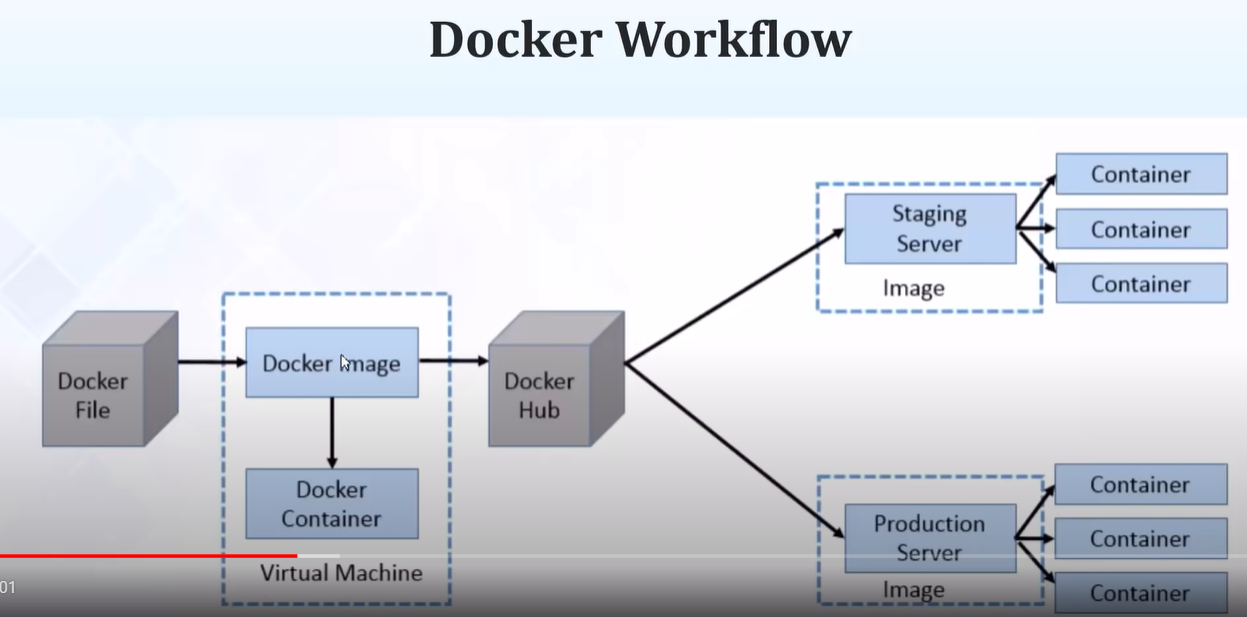 Docker Workflow
Docker
File
Docker Image
Docker
Container
Virtual Machine
Docker
Hub
Staging
Server
Image
Container
Container
Container
Production
Server
Image
Container
Container
Container
01